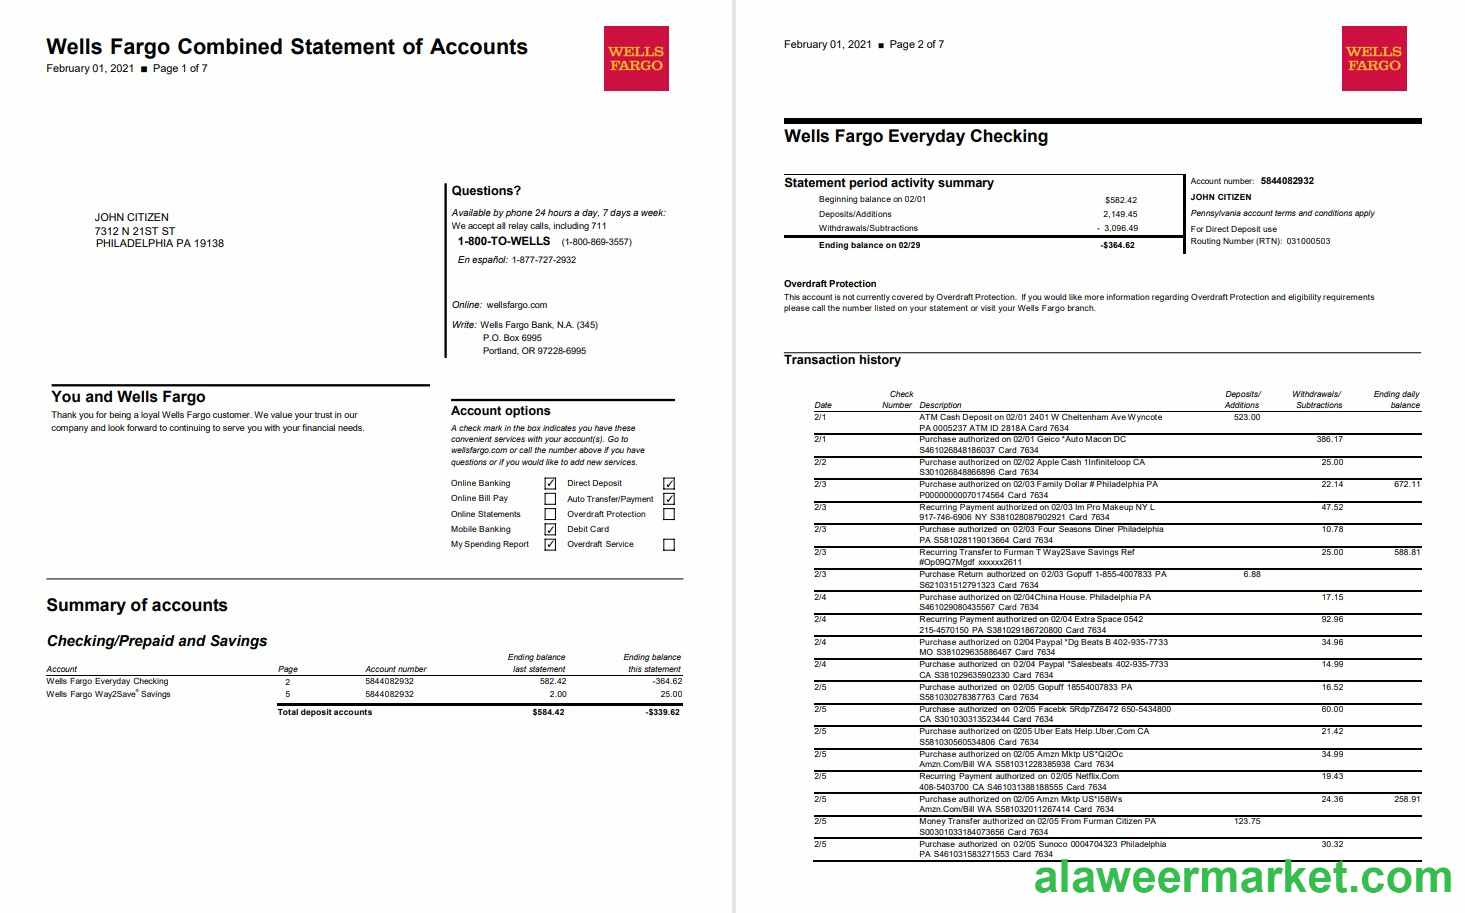 Wells Fargo Combined Statement of Accounts
February 01, 2021 ■ Page 1 of 7
WELLS
FARGO
JOHN CITIZEN
7312 N 21ST ST
PHILADELPHIA PA 19138
Questions?
Available by phone 24 hours a day, 7 days a week:
We accept all relay calls, including 711
1-800-TO-WELLS (1-800-869-3557)
En español: 1-877-727-2932
Online: wellsfargo.com
Write: Wells Fargo Bank, N.A. (345)
P.O. Box 6995
Portland, OR 97228-6995
You and Wells Fargo
Thank you for being a loyal Wells Fargo customer. We value your trust in our
company and look forward to continuing to serve you with your financial needs.
Account options
A check mark in the box indicates you have these
convenient services with your account(s). Go to
wellsfargo.com or call the number above if you have
questions or if you would like to add new services.
Online Banking ✓ Direct Deposit ✓
Online Bill Pay Auto Transfer/Payment ✓
Online Statements Overdraft Protection
Mobile Banking ✓ Debit Card
My Spending Report ✓ Overdraft Service
Summary of accounts
Checking/Prepaid and Savings
Ending balance Ending balance
Account Page Account number last statement this statement
Wells Fargo Everyday Checking 2 5844082932 582.42 -364.62
Wells Fargo Way2Save® Savings 5 5844082932 2.00 25.00
Total deposit accounts $584.42 -$339.62
February 01, 2021 ■ Page 2 of 7
WELLS
FARGO
Wells Fargo Everyday Checking
Statement period activity summary
Beginning balance on 02/01 $582.42
Deposits/Additions 2,149.45
Withdrawals/Subtractions - 3,096.49
Ending balance on 02/29 -$364.62
Account number: 5844082932
JOHN CITIZEN
Pennsylvania account terms and conditions apply
For Direct Deposit use
Routing Number (RTN): 031000503
Overdraft Protection
This account is not currently covered by Overdraft Protection. If you would like more information regarding Overdraft Protection and eligibility requirements
please call the number listed on your statement or visit your Wells Fargo branch.
Transaction history
Check Deposits/ Withdrawals/ Ending daily
Date Number Description Additions Subtractions balance
2/1 ATM Cash Deposit on 02/01 2401 W Cheltenham Ave Wyncote 523.00
PA 0005237 ATM ID 2818A Card 7634
2/1 Purchase authorized on 02/01 Geico *Auto Macon DC 386.17
S461026848186037 Card 7634
2/2 Purchase authorized on 02/02 Apple Cash 1Infiniteloop CA 25.00
S301026848866896 Card 7634
2/3 Purchase authorized on 02/03 Family Dollar # Philadelphia PA 22.14 672.11
P00000000070174564 Card 7634
2/3 Recurring Payment authorized on 02/03 Im Pro Makeup NY L 47.52
917-746-6906 NY S381028087902921 Card 7634
2/3 Purchase authorized on 02/03 Four Seasons Diner Philadelphia 10.78
PA S581028119013664 Card 7634
2/3 Recurring Transfer to Furman T Way2Save Savings Ref 25.00 588.81
#Op09Q7Mgdf xxxxxx2611
2/3 Purchase Return authorized on 02/03 Gopuff 1-855-4007833 PA 6.88
S621031512791323 Card 7634
2/4 Purchase authorized on 02/04China House. Philadelphia PA 17.15
S461029080435567 Card 7634
2/4 Recurring Payment authorized on 02/04 Extra Space 0542 92.96
215-4570150 PA S381029186720800 Card 7634
2/4 Purchase authorized on 02/04 Paypal *Dg Beats B 402-935-7733 34.96
MO S381029635886467 Card 7634
2/4 Purchase authorized on 02/04 Paypal *Salesbeats 402-935-7733 14.99
CA S381029635902330 Card 7634
2/5 Purchase authorized on 02/05 Gopuff 18554007833 PA 16.52
S581030278387763 Card 7634
2/5 Purchase authorized on 02/05 Facebk 5Rdp7Z6472 650-5434800 60.00
CA S301030313523444 Card 7634
2/5 Purchase authorized on 0205 Uber Eats Help.Uber.Com CA 21.42
S581030560534806 Card 7634
2/5 Purchase authorized on 02/05 Amzn Mktp US*Qi2Oc 34.99
Amzn.Com/Bill WA S581031228385938 Card 7634
2/5 Recurring Payment authorized on 02/05 Netflix.Com 19.43
408-5403700 CA S461031388188555 Card 7634
2/5 Purchase authorized on 02/05 Amzn Mktp US*I58Ws 24.36 258.91
Amzn.Com/Bill WA S581032011267414 Card 7634
2/5 Money Transfer authorized on 02/05 From Furman Citizen PA 123.75
S00301033184073656 Card 7634
2/5 Purchase authorized on 02/05 Sunoco 0004704323 Philadelphia 30.32
PA S461031583271553 Card 7634
alaweermarket.com